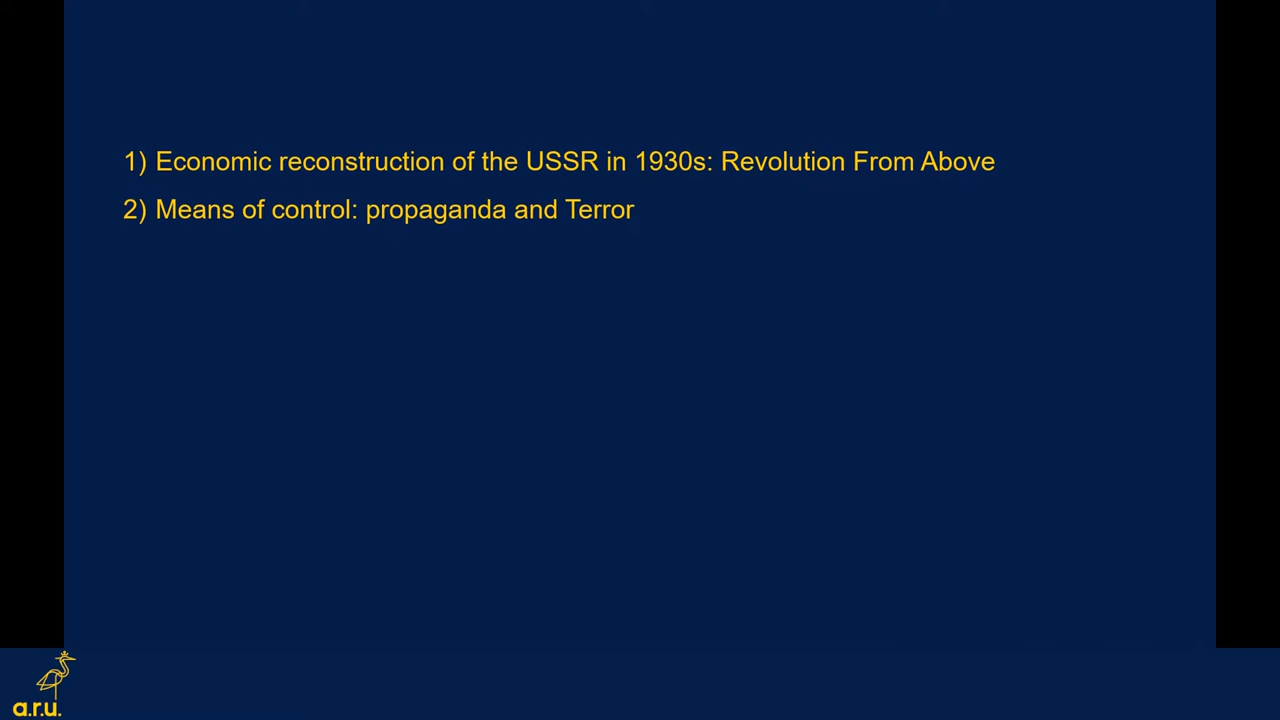 1) Economic reconstruction of the USSR in 1930s: Revolution From Above
2) Means of control: propaganda and Terror
a.r.u.